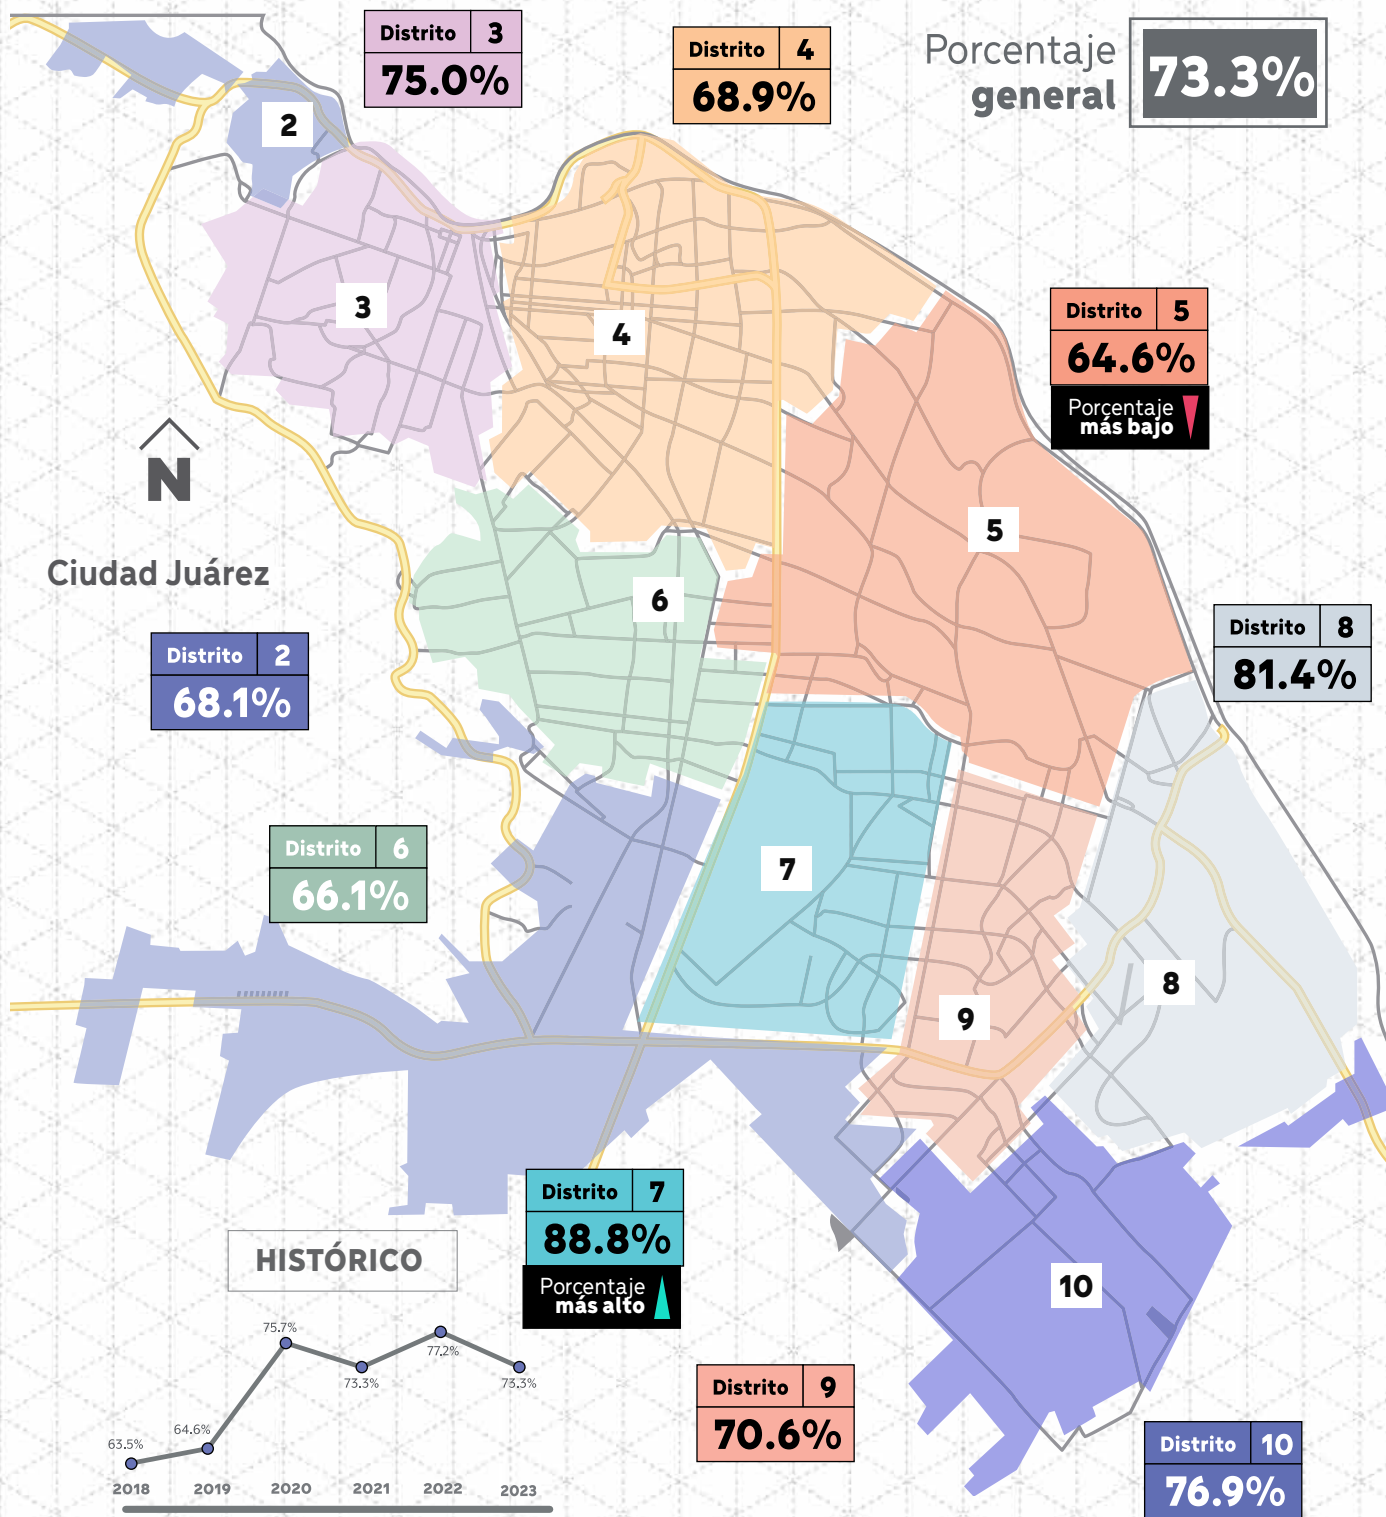 Distrito 3
75.0%
Distrito 4
68.9%
Porcentaje
general
73.3%
2
3
4
Distrito 5
64.6%
Porcentaje
más bajo
N
5
Ciudad Juárez
6
Distrito 8
81.4%
Distrito 2
68.1%
Distrito 6
66.1%
7
8
9
Distrito 7
88.8%
Porcentaje
más alto
HISTÓRICO
10
75.7%
77.2%
73.3%
73.3%
64.6%
63.5%
2018 2019 2020 2021 2022 2023
Distrito 9
70.6%
Distrito 10
76.9%